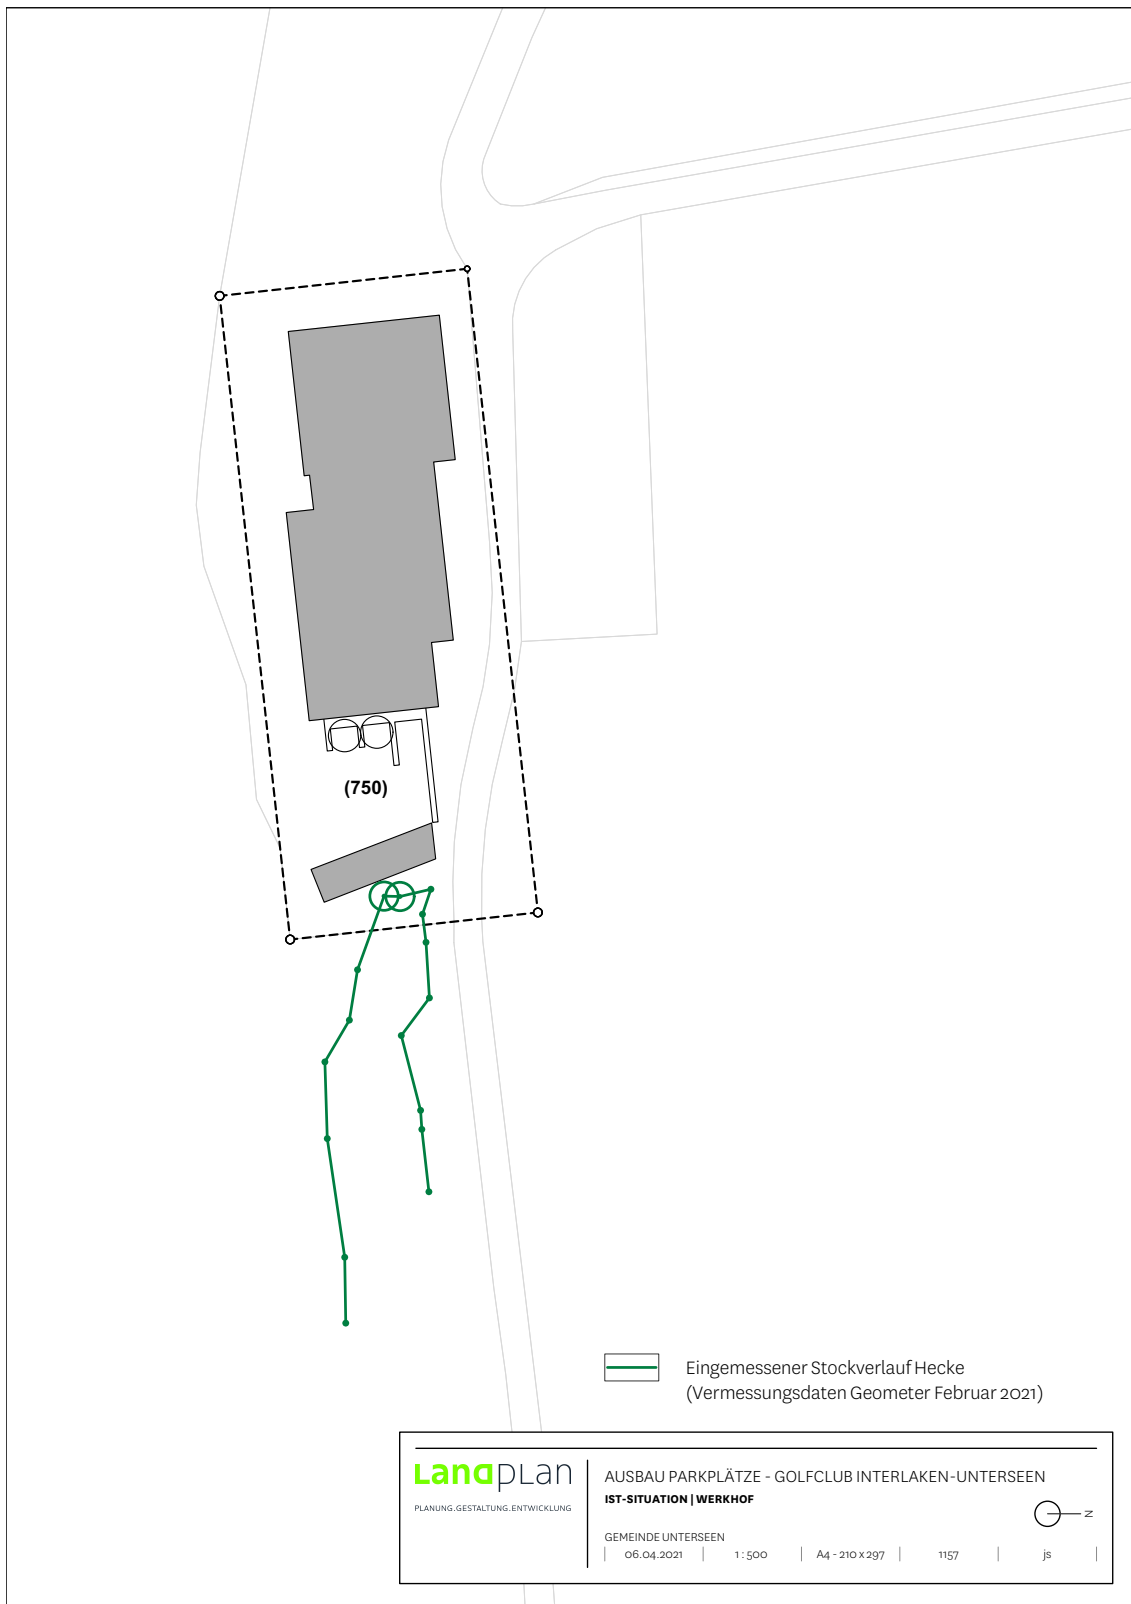 (750)
Eingemessener Stockverlauf Hecke
(Vermessungsdaten Geometer Februar 2021)
Landplan
PLANUNG.GESTALTUNG.ENTWICKLUNG
AUSBAU PARKPLÄTZE - GOLFCLUB INTERLAKEN-UNTERSEEN
IST-SITUATION | WERKHOF
N
GEMEINDE UNTERSEEN
| 06.04.2021 | 1 : 500 | A4 - 210 x 297 | 1157 | js |